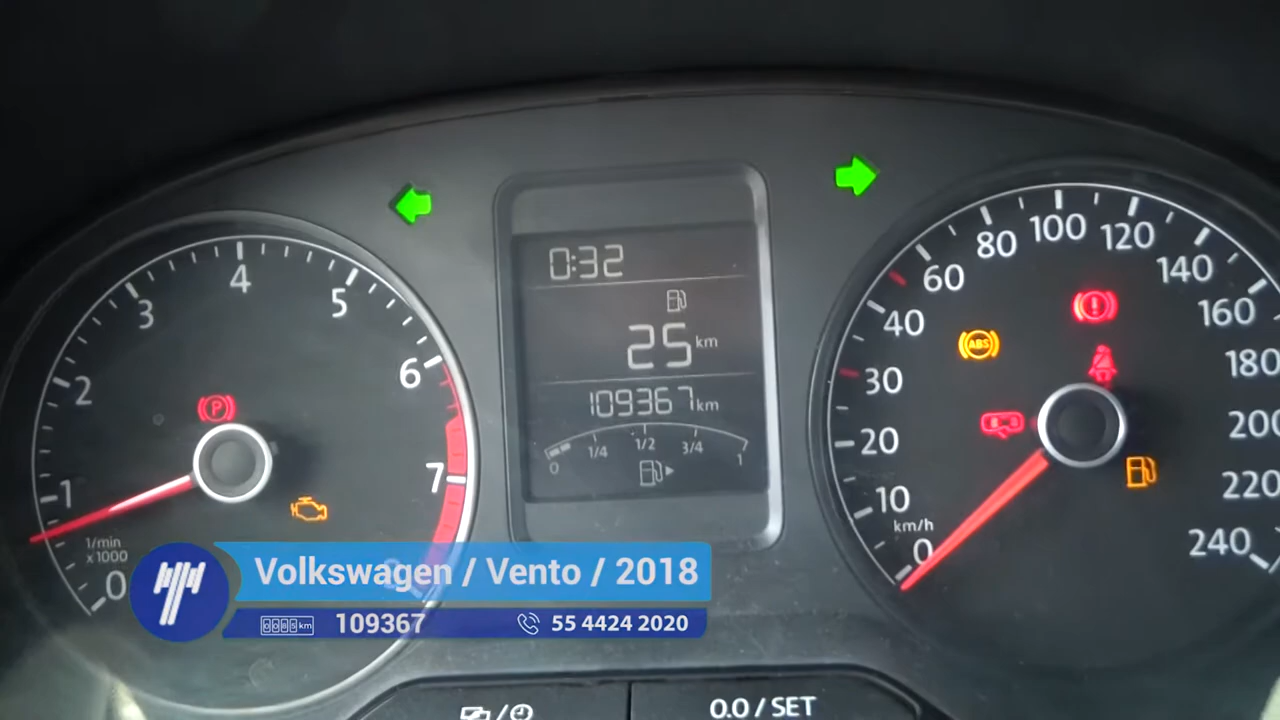 0:32
25 km
109367 km
0 1/4 1/2 3/4 1
0 1 2 3 4 5 6 7
1/min
x1000
P
0 10 20 30 40 60 80 100 120 140 160 180 200 220 240
km/h
ABS
Volkswagen / Vento / 2018
km 109367 55 4424 2020
0.0 / SET